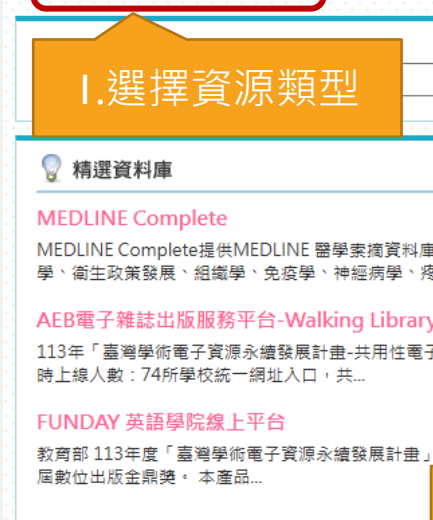 1.選擇資源類型
精選資料庫
MEDLINE Complete
MEDLINE Complete提供MEDLINE 醫學索摘資料庫
學、衛生政策發展、組織學、免疫學、神經病學、疼
AEB電子雜誌出版服務平台-Walking Library
113年「臺灣學術電子資源永續發展計畫-共用性電子
時上線人數：74所學校統一網址入口，共...
FUNDAY 英語學院線上平台
教育部 113年度「臺灣學術電子資源永續發展計畫」
屆數位出版金鼎獎。 本產品...